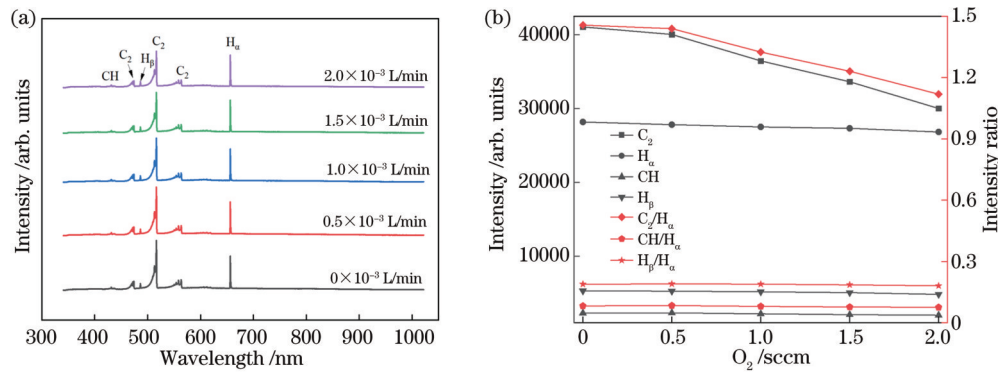 (a)
Intensity /arb. units
CH
C₂
Hβ
C₂
C₂
Hα
2.0×10⁻³ L/min
1.5×10⁻³ L/min
1.0×10⁻³ L/min
0.5×10⁻³ L/min
0×10⁻³ L/min
300 400 500 600 700 800 900 1000
Wavelength /nm
(b)
Intensity/arb. units
40000
30000
20000
10000
C₂
Hα
CH
Hβ
C₂/Hα
CH/Hα
Hβ/Hα
1.5
1.2
0.9
0.6
0.3
0
Intensity ratio
0 0.5 1.0 1.5 2.0
O₂ /sccm